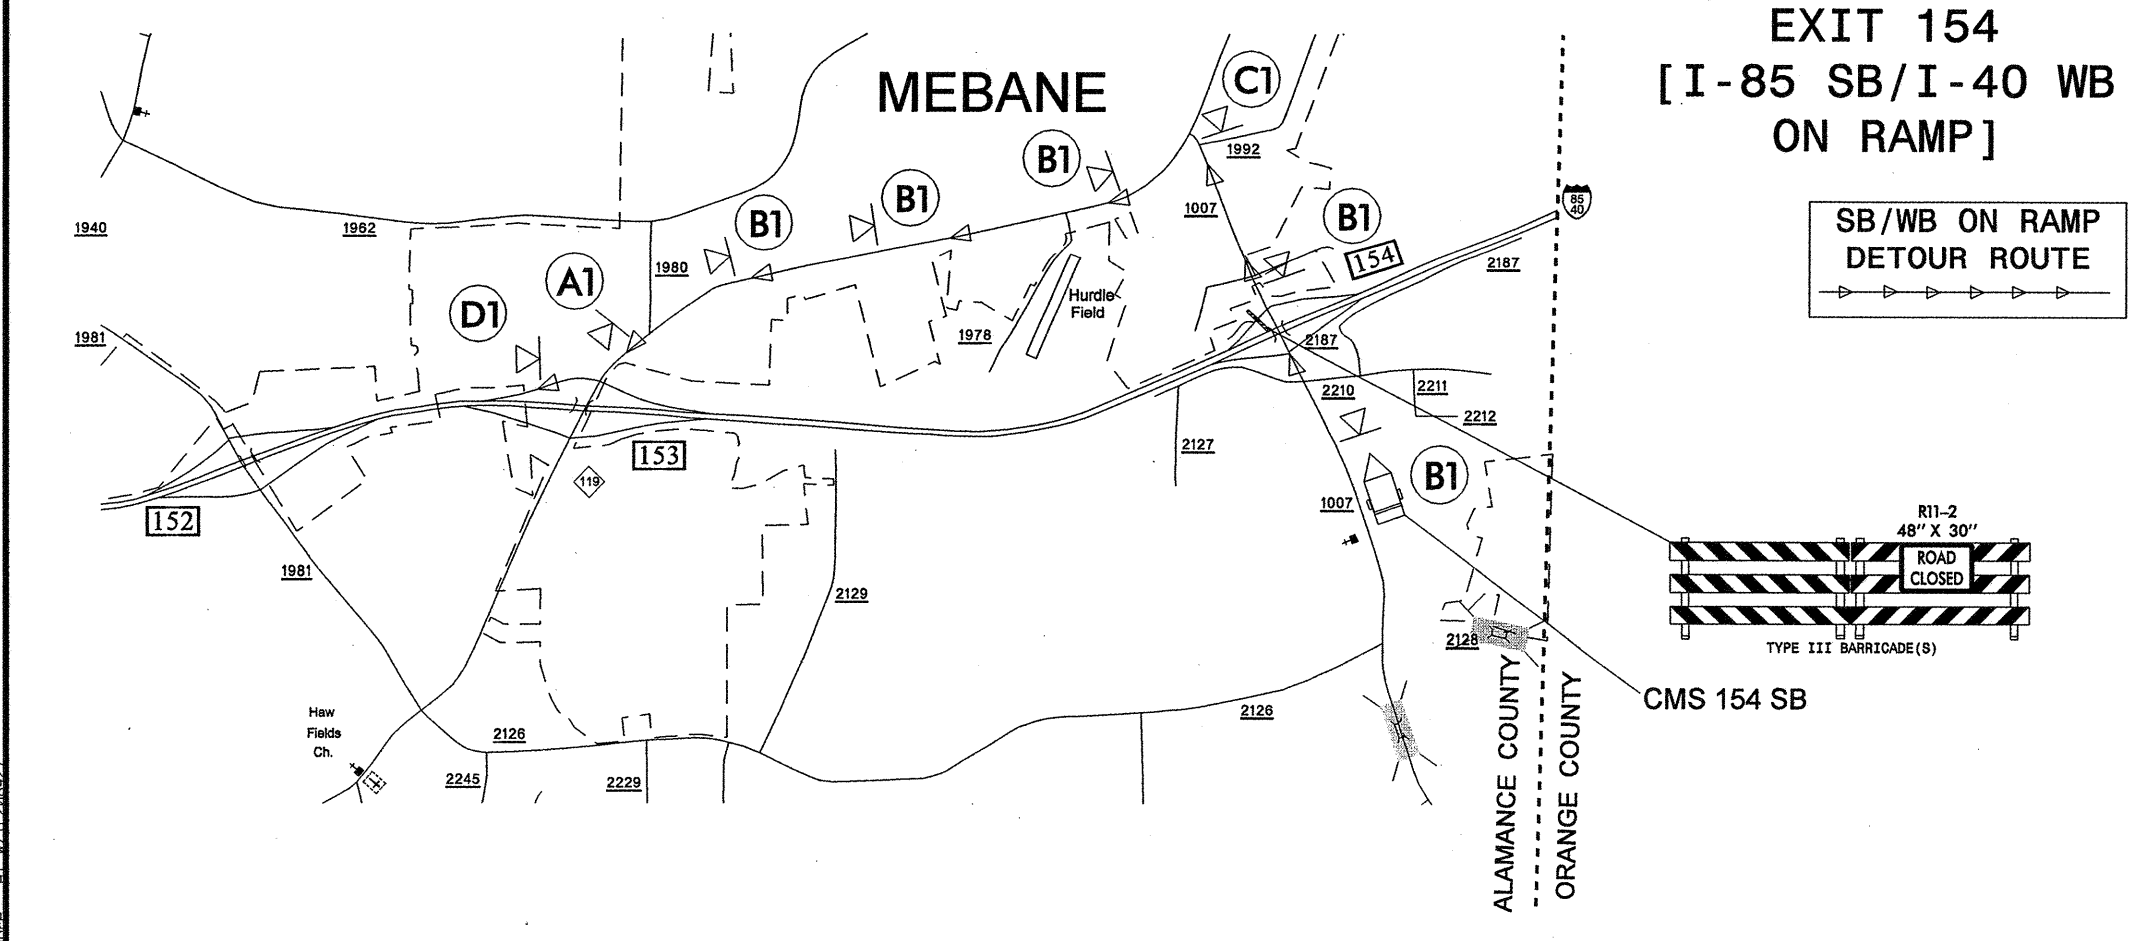 EXIT 154
[I-85 SB/I-40 WB
ON RAMP]
SB/WB ON RAMP
DETOUR ROUTE
MEBANE
C1
B1
B1
B1
B1
A1
D1
B1
1992
1007
1940
1962
1980
85
40
154
2187
Hurdle
Field
1978
1981
2187
2210
2211
2212
2127
153
119
152
1007
1981
2129
R11-2
48" X 30"
ROAD
CLOSED
TYPE III BARRICADE(S)
2128
CMS 154 SB
ALAMANCE COUNTY
ORANGE COUNTY
Haw
Fields
Ch.
2126
2126
2245
2229